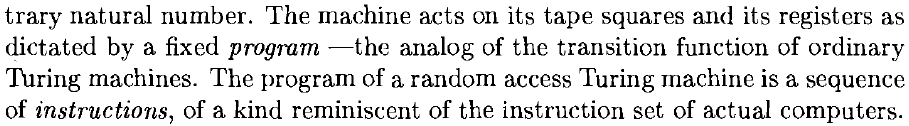 trary natural number. The machine acts on its tape squares and its registers as
dictated by a fixed program —the analog of the transition function of ordinary
Turing machines. The program of a random access Turing machine is a sequence
of instructions, of a kind reminiscent of the instruction set of actual computers.